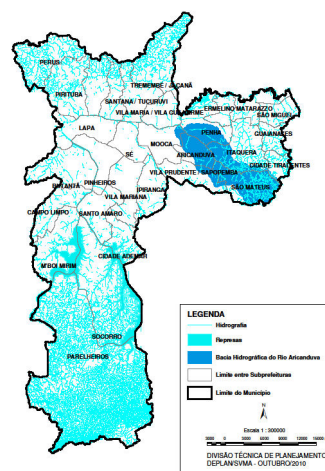 PERUS
PIRITUBA
TREMEMBE / JAÇANÃ
SANTANA / TUCURUVI
VILA MARIA / VILA GUILHERME
ERMELINO MATARAZZO
SÃO MIGUEL
LAPA
PENHA
GUAIANASES
MOOCA
SÉ
ARICANDUVA
ITAQUERA
CIDADE TIRADENTES
VILA PRUDENTE / SAPOPEMBA
BUTANTÃ
PINHEIROS
IPIRANGA
SÃO MATEUS
VILA MARIANA
CAMPO LIMPO
SANTO AMARO
CIDADE ADEMAR
M'BOI MIRIM
SOCORRO
PARELHEIROS
LEGENDA
Hidrografia
Represas
Bacia Hidrográfica do Rio Aricanduva
Limite entre Subprefeituras
Limite do Município
N
Escala 1 : 300000
DIVISÃO TÉCNICA DE PLANEJAMENTO
DEPLAN/SVMA - OUTUBRO/2010